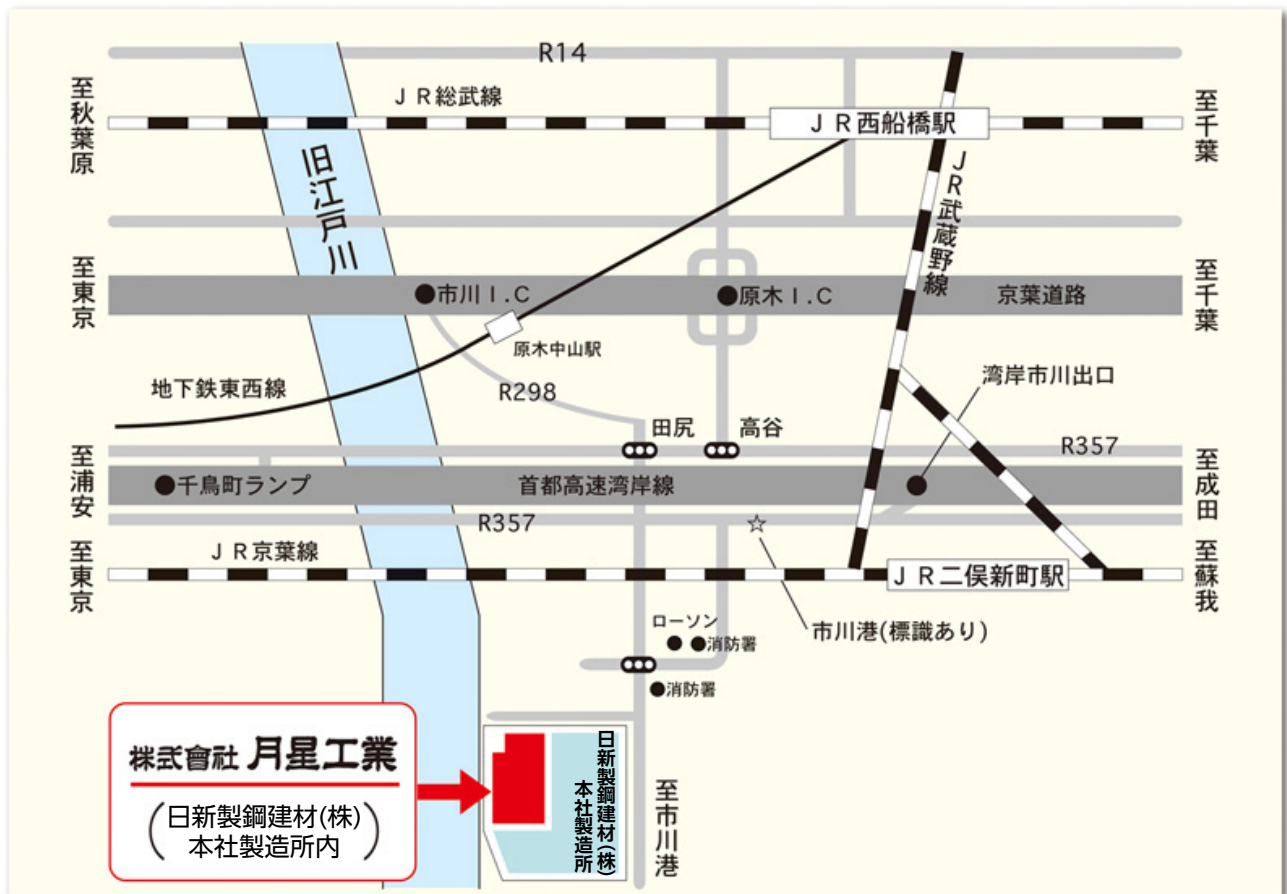 R14
至秋葉原
ＪＲ総武線
ＪＲ西船橋駅
至千葉
旧江戸川
ＪＲ武蔵野線
至東京
市川Ｉ.Ｃ
原木Ｉ.Ｃ
京葉道路
至千葉
原木中山駅
地下鉄東西線
R298
湾岸市川出口
田尻
高谷
R357
至浦安
千鳥町ランプ
首都高速湾岸線
至成田
R357
☆
至東京
ＪＲ京葉線
ＪＲ二俣新町駅
至蘇我
ローソン
消防署
市川港(標識あり)
消防署
株式會社 月星工業
(日新製鋼建材(株)
本社製造所内)
日新製鋼建材(株)
本社製造所
至市川港